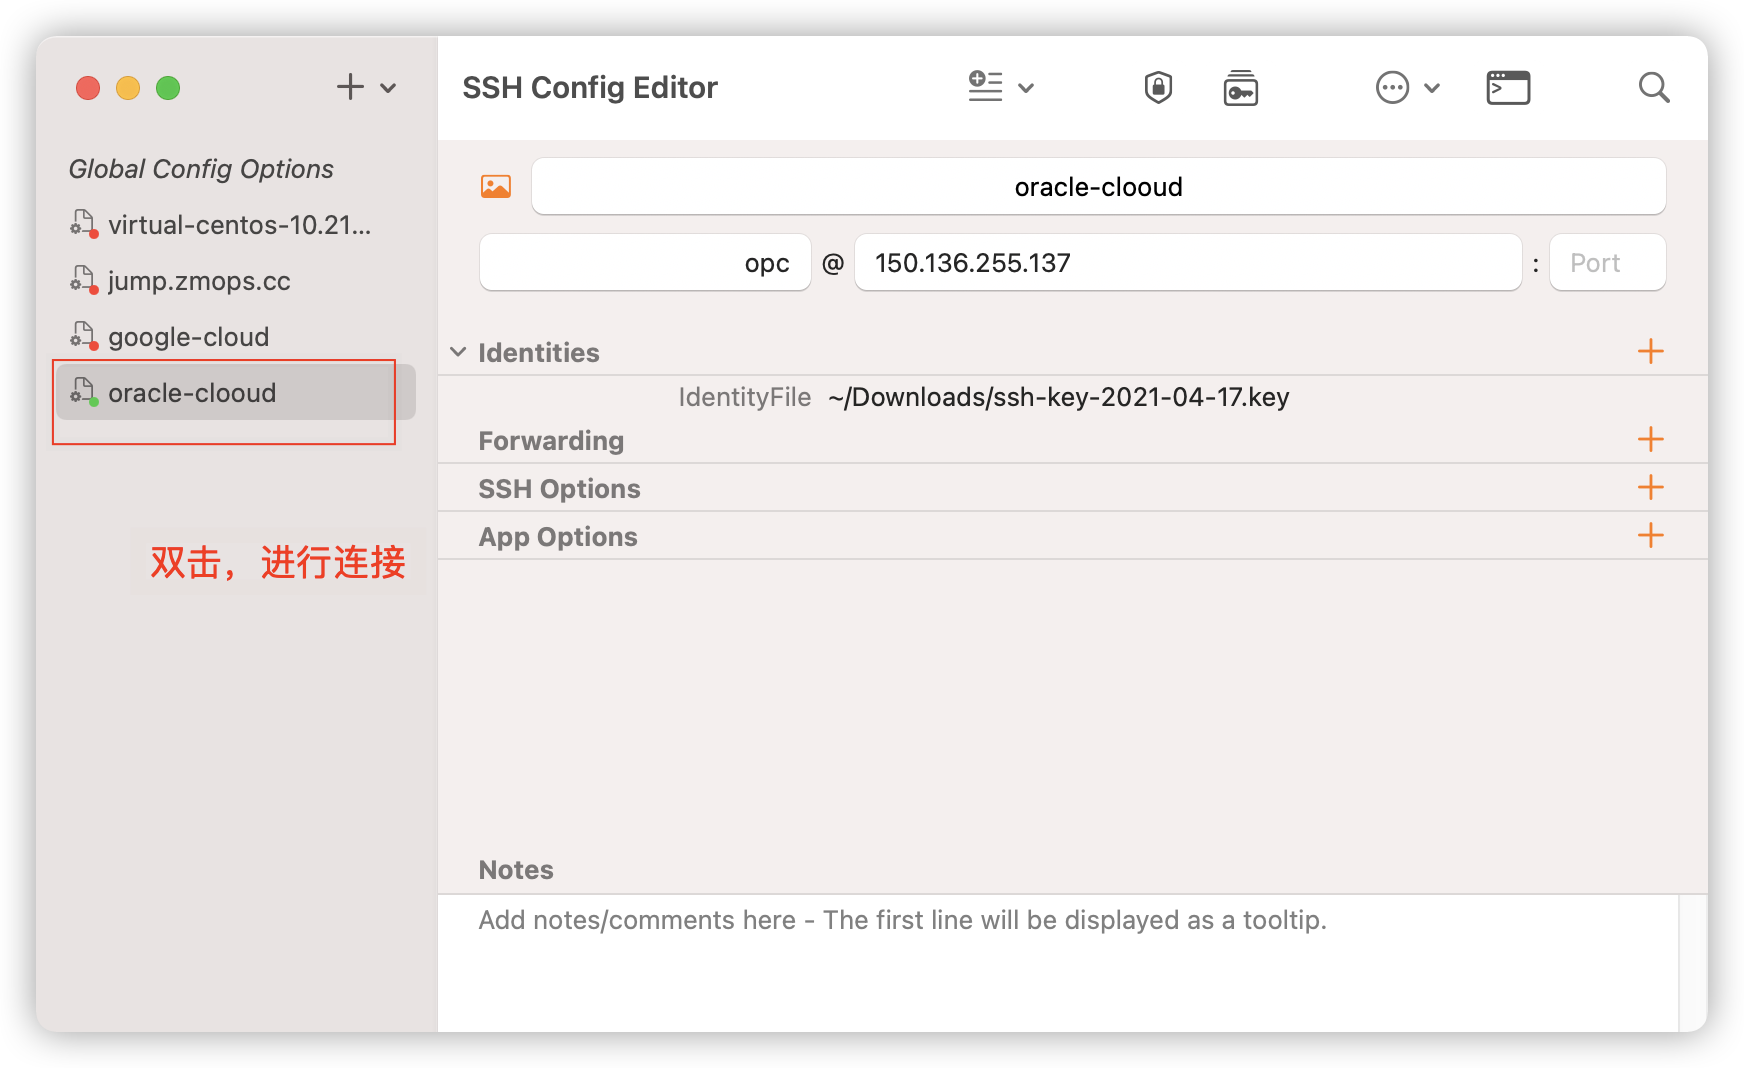 SSH Config Editor
Global Config Options
virtual-centos-10.21...
jump.zmops.cc
google-cloud
oracle-clooud
双击，进行连接
oracle-clooud
opc @ 150.136.255.137 : Port
Identities
IdentityFile ~/Downloads/ssh-key-2021-04-17.key
Forwarding
SSH Options
App Options
Notes
Add notes/comments here - The first line will be displayed as a tooltip.